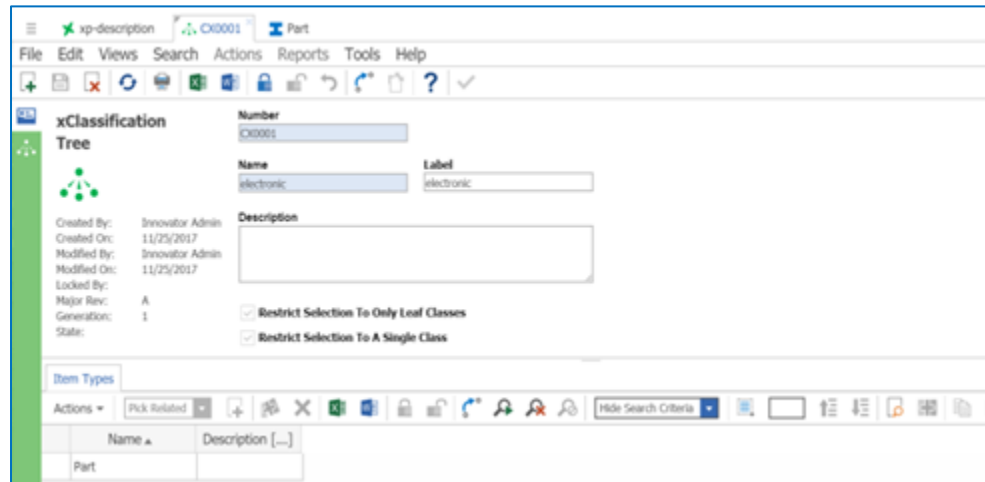 xp-description CX0001 Part
File Edit Views Search Actions Reports Tools Help
xClassification
Tree
Number
CX0001
Name Label
electronic electronic
Description
Created By: Innovator Admin
Created On: 11/25/2017
Modified By: Innovator Admin
Modified On: 11/25/2017
Locked By:
Major Rev: A
Generation: 1
State:
Restrict Selection To Only Leaf Classes
Restrict Selection To A Single Class
Item Types
Actions Pick Related Hide Search Criteria
Name Description [...]
Part